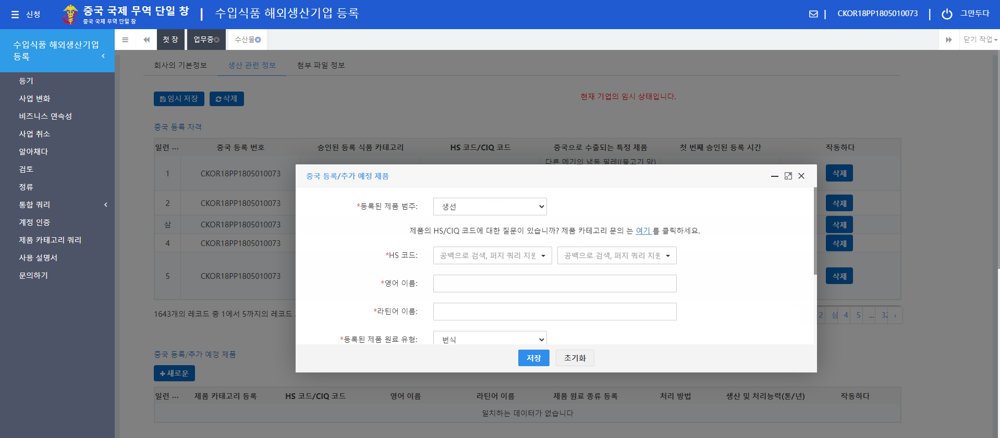 신청
중국 국제 무역 단일 창
중국 국제 무역 단일 창
수입식품 해외생산기업 등록
CKOR18PP1805010073
그만두다
수입식품 해외생산기업
등록
첫 장
업무중
수산물
닫기 작업
등기
사업 변화
비즈니스 연속성
사업 취소
알아채다
검토
정류
통합 쿼리
계정 인증
제품 카테고리 쿼리
사용 설명서
문의하기
회사의 기본정보
생산 관련 정보
첨부 파일 정보
임시 저장
삭제
현재 기업의 임시 상태입니다.
중국 등록 자격
일련 ...
중국 등록 번호
승인된 등록 식품 카테고리
HS 코드/CIQ 코드
중국으로 수출되는 특정 제품
첫 번째 승인된 등록 시간
작동하다
다른 메기의 냉동 필레((물고기 망)
1 CKOR18PP1805010073 삭제
2 CKOR18PP1805010073 삭제
삼 CKOR18PP1805010073 삭제
4 CKOR18PP1805010073 삭제
5 CKOR18PP1805010073 삭제
1643개의 레코드 중 1에서 5까지의 레코드
2 삼 4 5 ... 32 ›
중국 등록/추가 예정 제품
*등록된 제품 범주: 생선
제품의 HS/CIQ 코드에 대한 질문이 있습니까? 제품 카테고리 문의 는 여기 를 클릭하세요.
*HS 코드: 공백으로 검색, 퍼지 쿼리 지원 공백으로 검색, 퍼지 쿼리 지원
*영어 이름:
*라틴어 이름:
*등록된 제품 원료 유형: 번식
저장 초기화
중국 등록/추가 예정 제품
새로운
일련 ...
제품 카테고리 등록
HS 코드/CIQ 코드
영어 이름
라틴어 이름
제품 원료 종류 등록
처리 방법
생산 및 처리능력(톤/년)
작동하다
일치하는 데이터가 없습니다